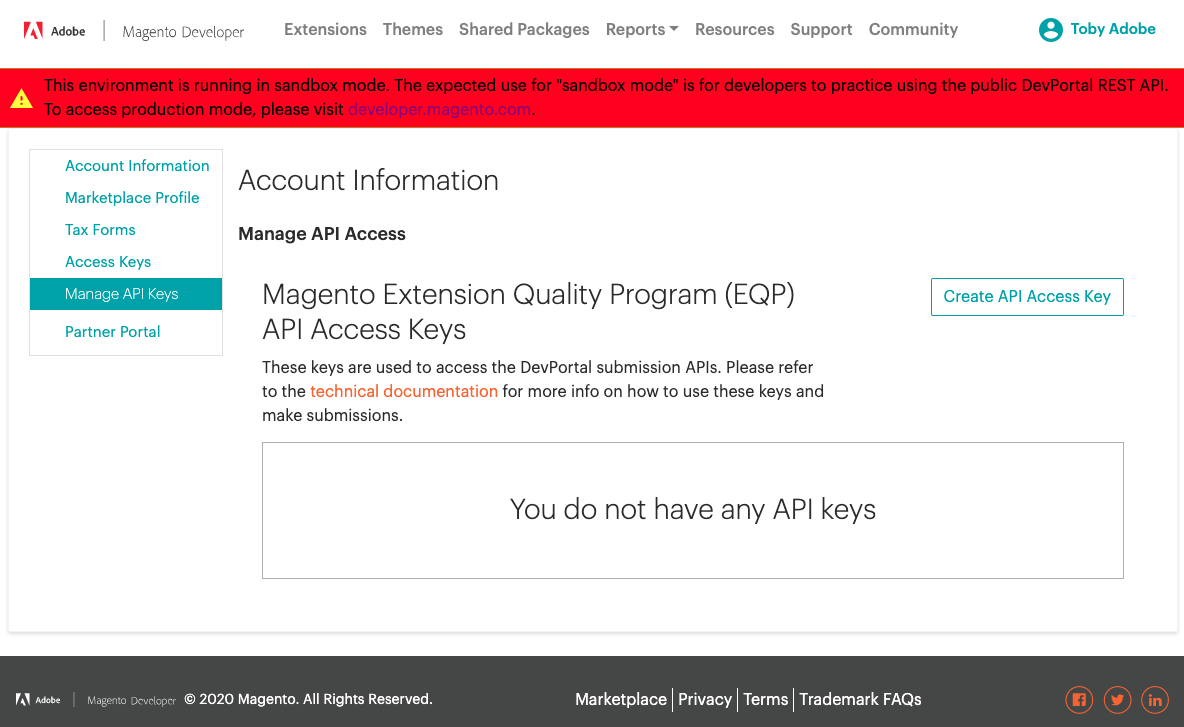 Adobe Magento Developer Extensions Themes Shared Packages Reports Resources Support Community Toby Adobe
This environment is running in sandbox mode. The expected use for "sandbox mode" is for developers to practice using the public DevPortal REST API.
To access production mode, please visit developer.magento.com.
Account Information
Marketplace Profile
Tax Forms
Access Keys
Manage API Keys
Partner Portal
Account Information
Manage API Access
Magento Extension Quality Program (EQP)
API Access Keys
Create API Access Key
These keys are used to access the DevPortal submission APIs. Please refer
to the technical documentation for more info on how to use these keys and
make submissions.
You do not have any API keys
Adobe Magento Developer © 2020 Magento. All Rights Reserved. Marketplace Privacy Terms Trademark FAQs